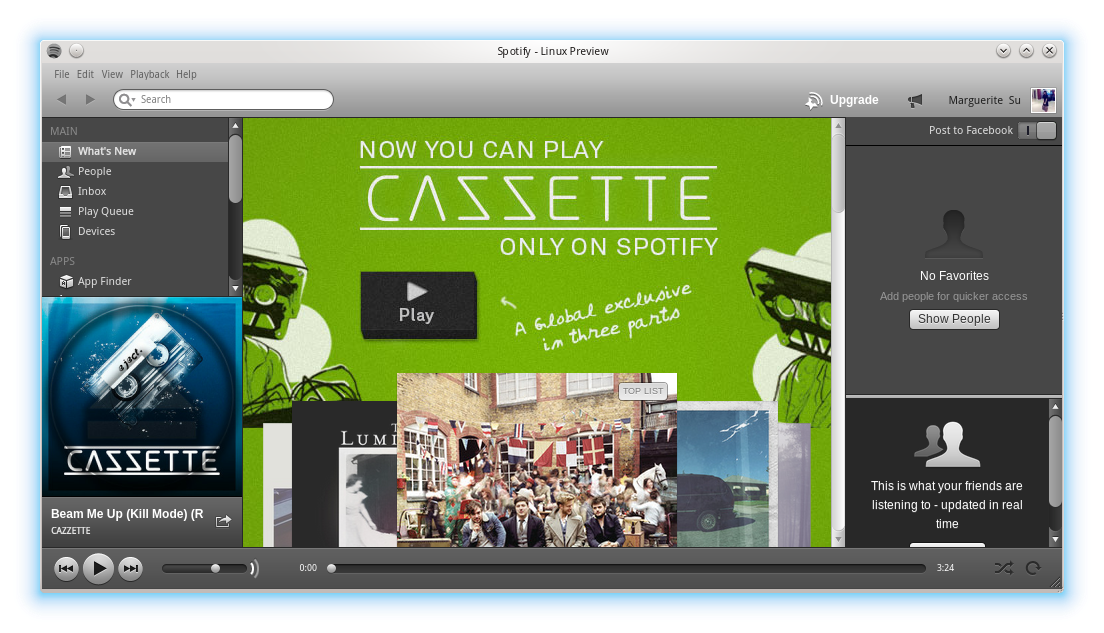 Spotify - Linux Preview
File Edit View Playback Help
Search
Upgrade
Marguerite Su
MAIN
What's New
People
Inbox
Play Queue
Devices
APPS
App Finder
eject.
CAZZETTE
Beam Me Up (Kill Mode) (R
CAZZETTE
NOW YOU CAN PLAY
CAZZETTE
ONLY ON SPOTIFY
Play
A Global exclusive
in three parts
TOP LIST
Post to Facebook
No Favorites
Add people for quicker access
Show People
This is what your friends are
listening to - updated in real
time
0:00
3:24